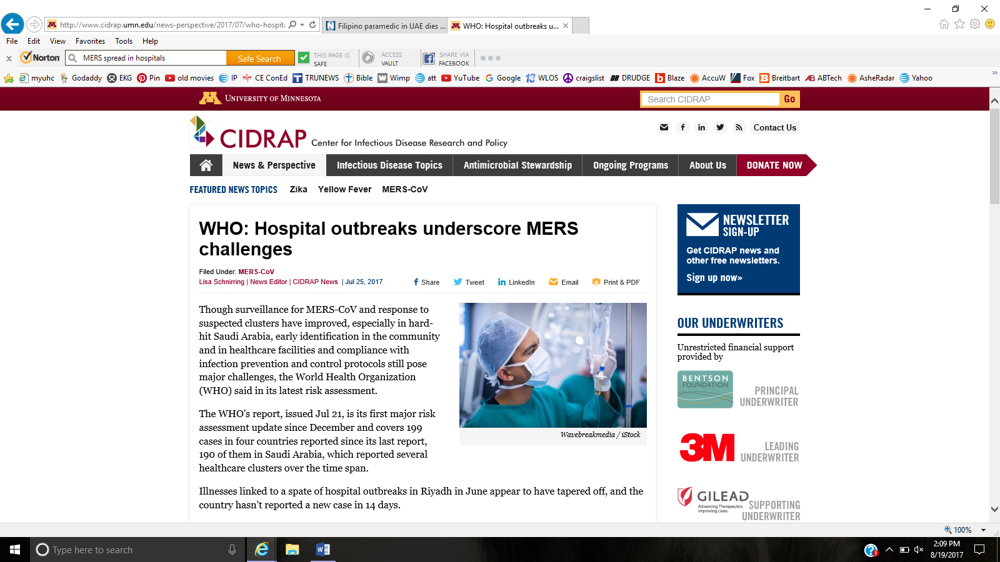 http://www.cidrap.umn.edu/news-perspective/2017/07/who-hospita
Filipino paramedic in UAE dies ...
WHO: Hospital outbreaks u...
File Edit View Favorites Tools Help
Norton MERS spread in hospitals Safe Search THIS PAGE IS SAFE ACCESS VAULT SHARE VIA FACEBOOK
myuhc Godaddy EKG Pin old movies IP CE ConEd TRUNEWS Bible Wimp att YuTube Google WLOS craigslist DRUDGE Blaze AccuW Fox Breitbart ABTech AsheRadar Yahoo
UNIVERSITY OF MINNESOTA
Search CIDRAP Go
CIDRAP Center for Infectious Disease Research and Policy
Contact Us
News & Perspective Infectious Disease Topics Antimicrobial Stewardship Ongoing Programs About Us DONATE NOW
FEATURED NEWS TOPICS Zika Yellow Fever MERS-CoV
WHO: Hospital outbreaks underscore MERS
challenges
Filed Under: MERS-CoV
Lisa Schnirring | News Editor | CIDRAP News | Jul 25, 2017
Share Tweet LinkedIn Email Print & PDF
Though surveillance for MERS-CoV and response to
suspected clusters have improved, especially in hard-
hit Saudi Arabia, early identification in the community
and in healthcare facilities and compliance with
infection prevention and control protocols still pose
major challenges, the World Health Organization
(WHO) said in its latest risk assessment.
The WHO's report, issued Jul 21, is its first major risk
assessment update since December and covers 199
cases in four countries reported since its last report,
190 of them in Saudi Arabia, which reported several
healthcare clusters over the time span.
Wavebreakmedia / iStock
Illnesses linked to a spate of hospital outbreaks in Riyadh in June appear to have tapered off, and the
country hasn't reported a new case in 14 days.
NEWSLETTER
SIGN-UP
Get CIDRAP news and
other free newsletters.
Sign up now»
OUR UNDERWRITERS
Unrestricted financial support
provided by
BENTSON
FOUNDATION
PRINCIPAL
UNDERWRITER
3M
LEADING
UNDERWRITER
GILEAD
Advancing Therapeutics.
Improving Lives.
SUPPORTING
UNDERWRITER
100%
Type here to search
2:09 PM
8/19/2017